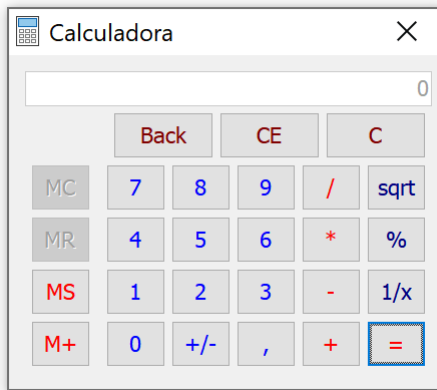 Calculadora
0
Back CE C
MC 7 8 9 / sqrt
MR 4 5 6 * %
MS 1 2 3 - 1/x
M+ 0 +/- , + =